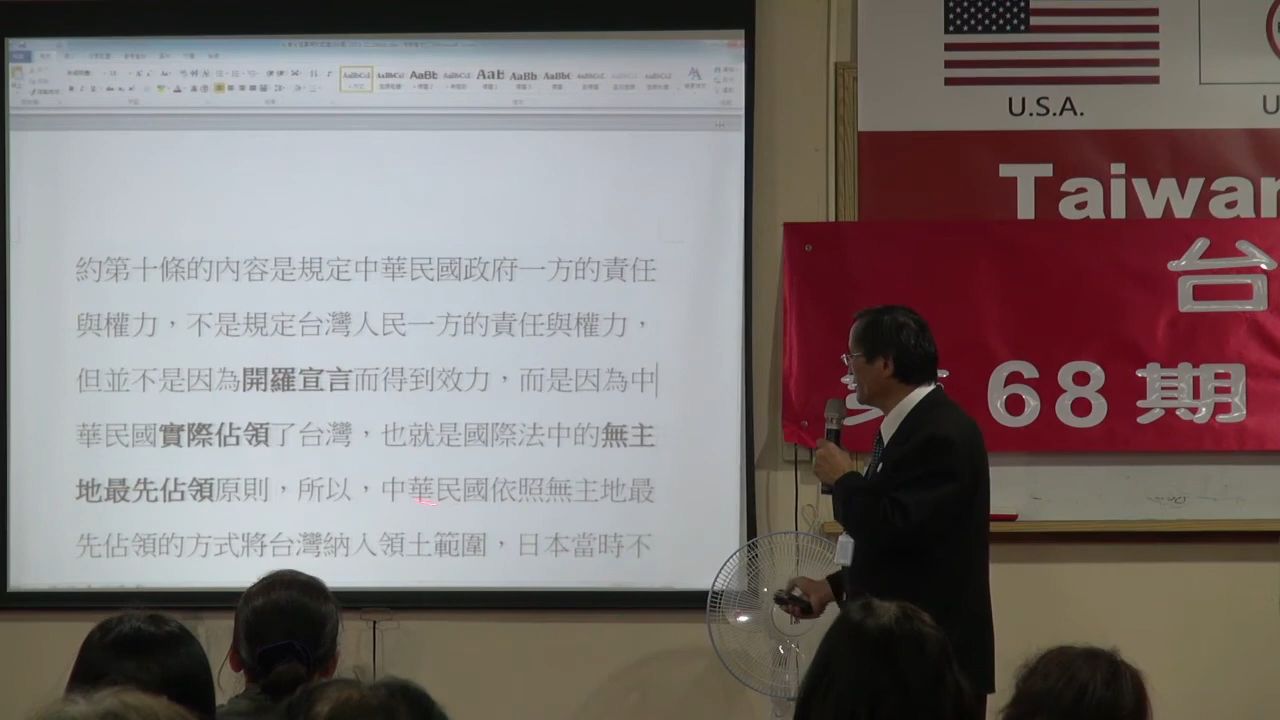 約第十條的內容是規定中華民國政府一方的責任
與權力，不是規定台灣人民一方的責任與權力，
但並不是因為開羅宣言而得到效力，而是因為中
華民國實際佔領了台灣，也就是國際法中的無主
地最先佔領原則，所以，中華民國依照無主地最
先佔領的方式將台灣納入領土範圍，日本當時不
U.S.A.
Taiwan
台
68期